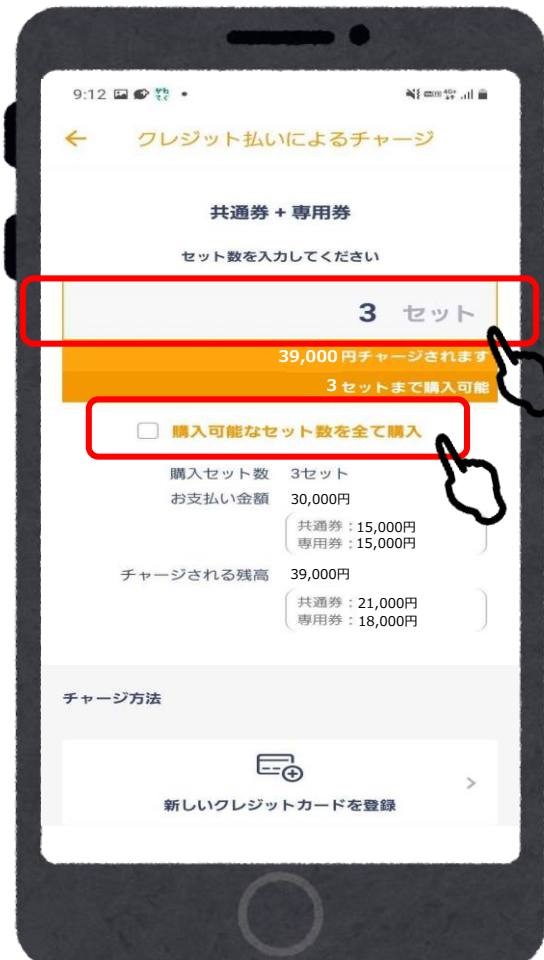 9:12
クレジット払いによるチャージ
共通券 + 専用券
セット数を入力してください
3 セット
39,000円チャージされます
3セットまで購入可能
購入可能なセット数を全て購入
購入セット数 3セット
お支払い金額 30,000円
共通券：15,000円
専用券：15,000円
チャージされる残高 39,000円
共通券：21,000円
専用券：18,000円
チャージ方法
新しいクレジットカードを登録